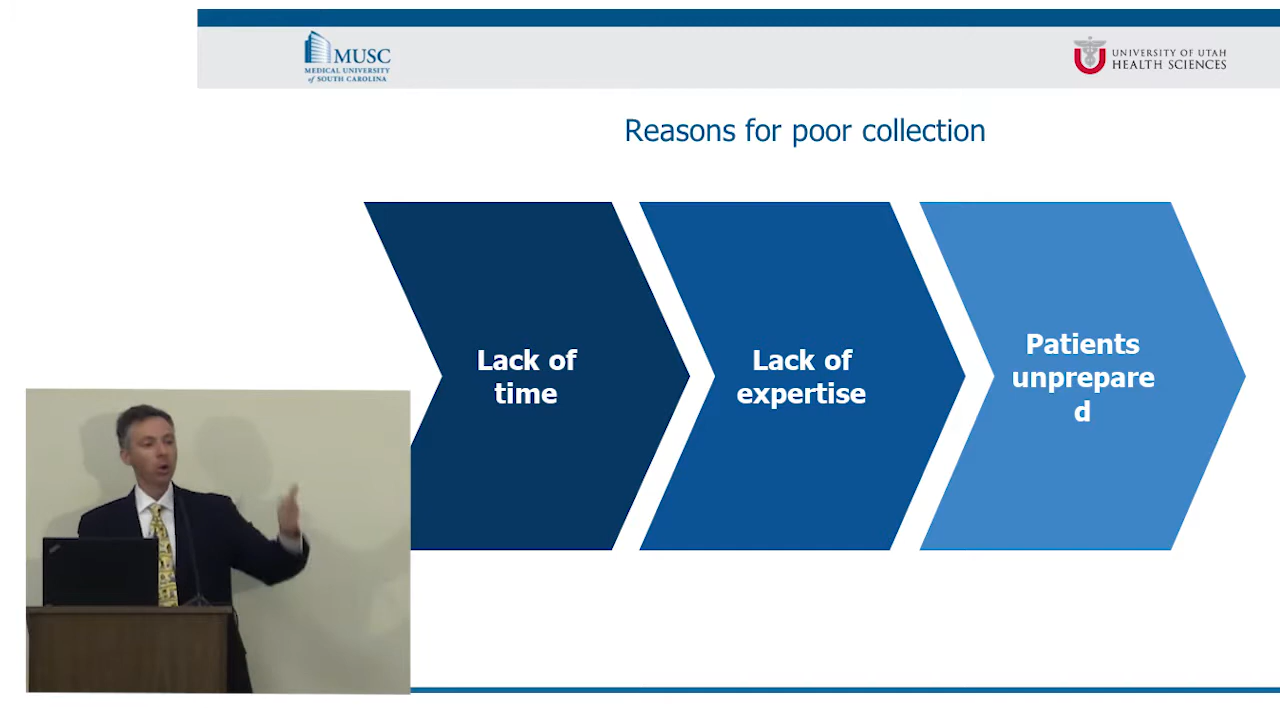 MUSC
MEDICAL UNIVERSITY
of SOUTH CAROLINA
UNIVERSITY OF UTAH
HEALTH SCIENCES
Reasons for poor collection
Lack of
time
Lack of
expertise
Patients
unprepare
d